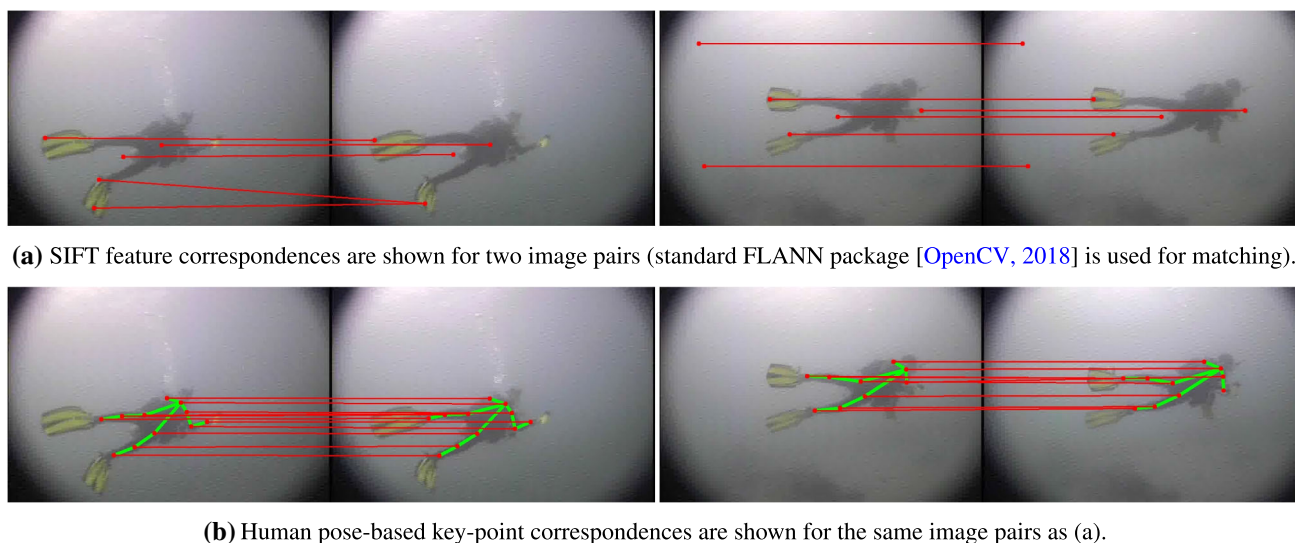 (a) SIFT feature correspondences are shown for two image pairs (standard FLANN package [OpenCV, 2018] is used for matching).
(b) Human pose-based key-point correspondences are shown for the same image pairs as (a).